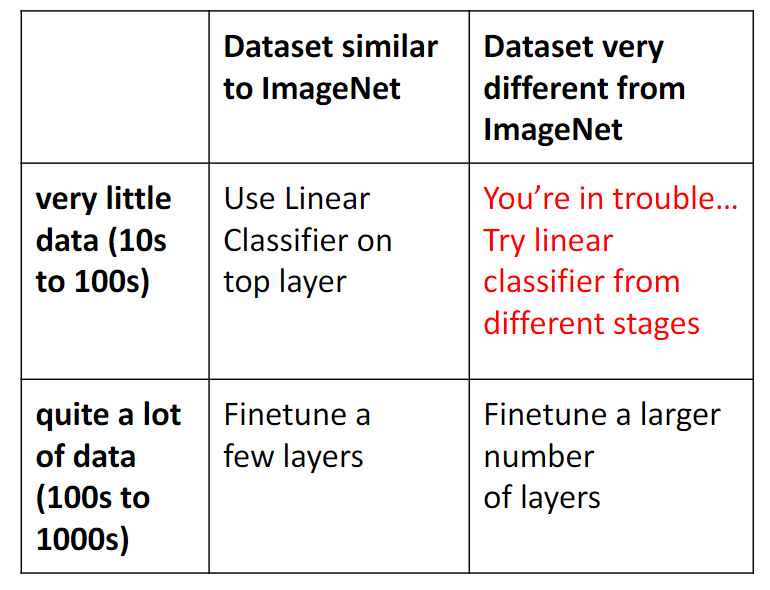 Dataset similar
to ImageNet
Dataset very
different from
ImageNet
very little
data (10s
to 100s)
Use Linear
Classifier on
top layer
You’re in trouble…
Try linear
classifier from
different stages
quite a lot
of data
(100s to
1000s)
Finetune a
few layers
Finetune a larger
number
of layers